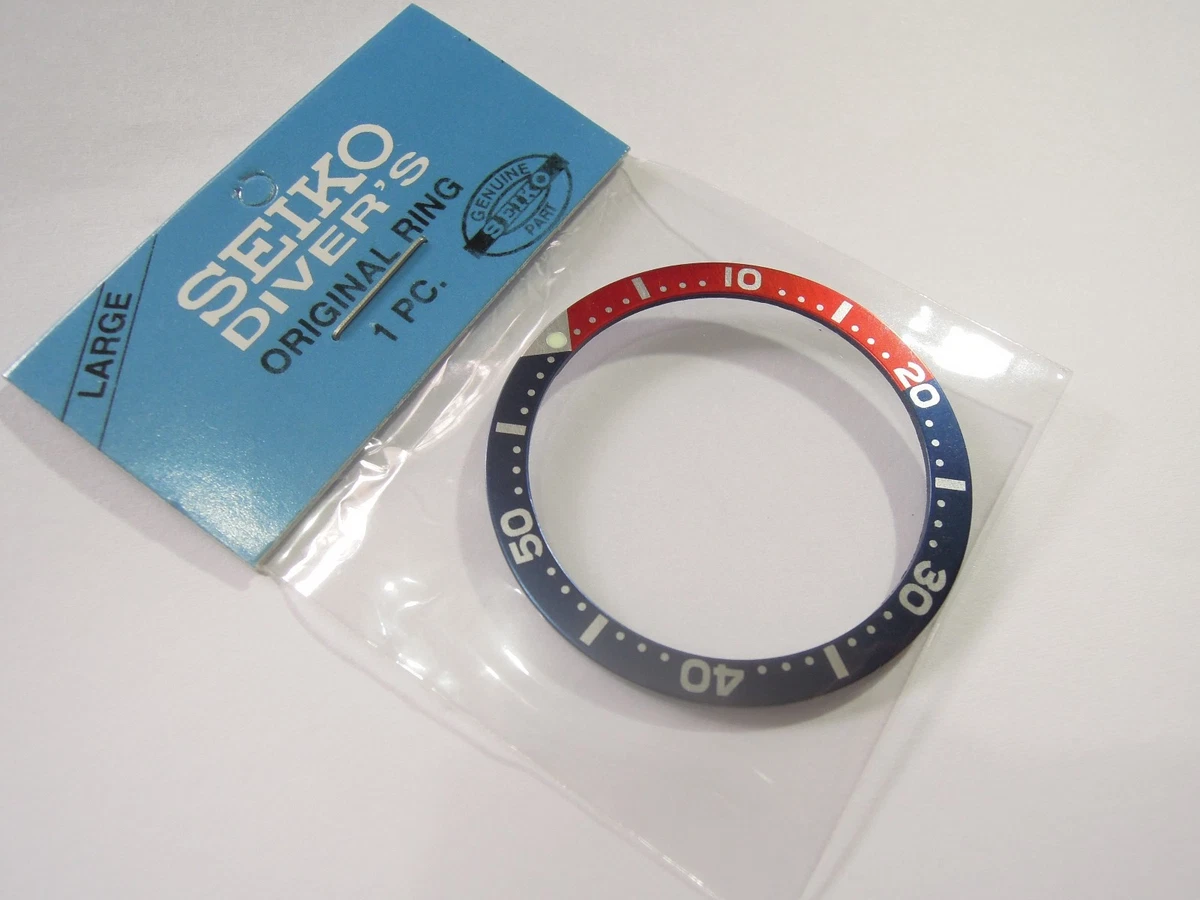 SEIKO
DIVER'S
ORIGINAL RING
1 PC.
LARGE
GENUINE
SEIKO
PART
10
20
30
40
50